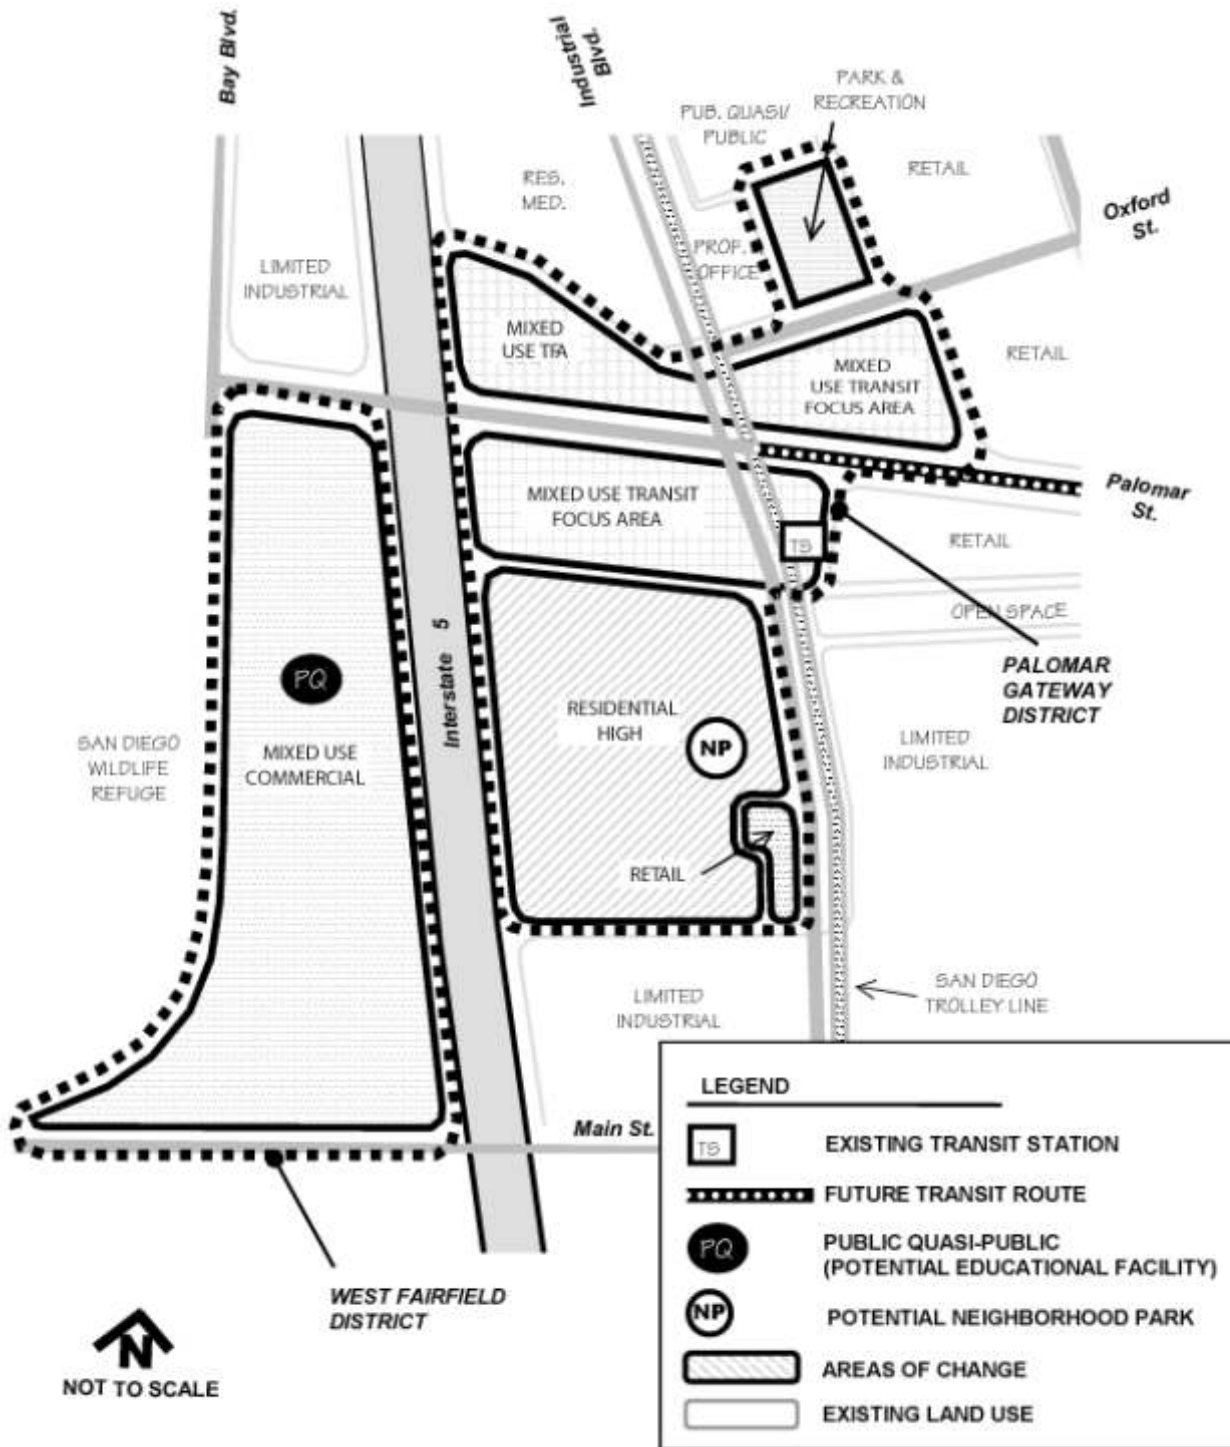 Bay Blvd.
Industrial
Blvd.
PARK &
RECREATION
PUB. QUASI/
PUBLIC
RETAIL
RES.
MED.
Oxford
St.
PROF.
OFFICE
LIMITED
INDUSTRIAL
MIXED
USE TFA
RETAIL
MIXED
USE TRANSIT
FOCUS AREA
MIXED USE TRANSIT
FOCUS AREA
Palomar
St.
TS
RETAIL
OPEN SPACE
Interstate 5
PALOMAR
GATEWAY
DISTRICT
PQ
RESIDENTIAL
HIGH
NP
SAN DIEGO
WILDLIFE
REFUGE
MIXED USE
COMMERCIAL
LIMITED
INDUSTRIAL
RETAIL
SAN DIEGO
TROLLEY LINE
LIMITED
INDUSTRIAL
Main St.
WEST FAIRFIELD
DISTRICT
N
NOT TO SCALE
LEGEND
TS EXISTING TRANSIT STATION
FUTURE TRANSIT ROUTE
PQ PUBLIC QUASI-PUBLIC
(POTENTIAL EDUCATIONAL FACILITY)
NP POTENTIAL NEIGHBORHOOD PARK
AREAS OF CHANGE
EXISTING LAND USE